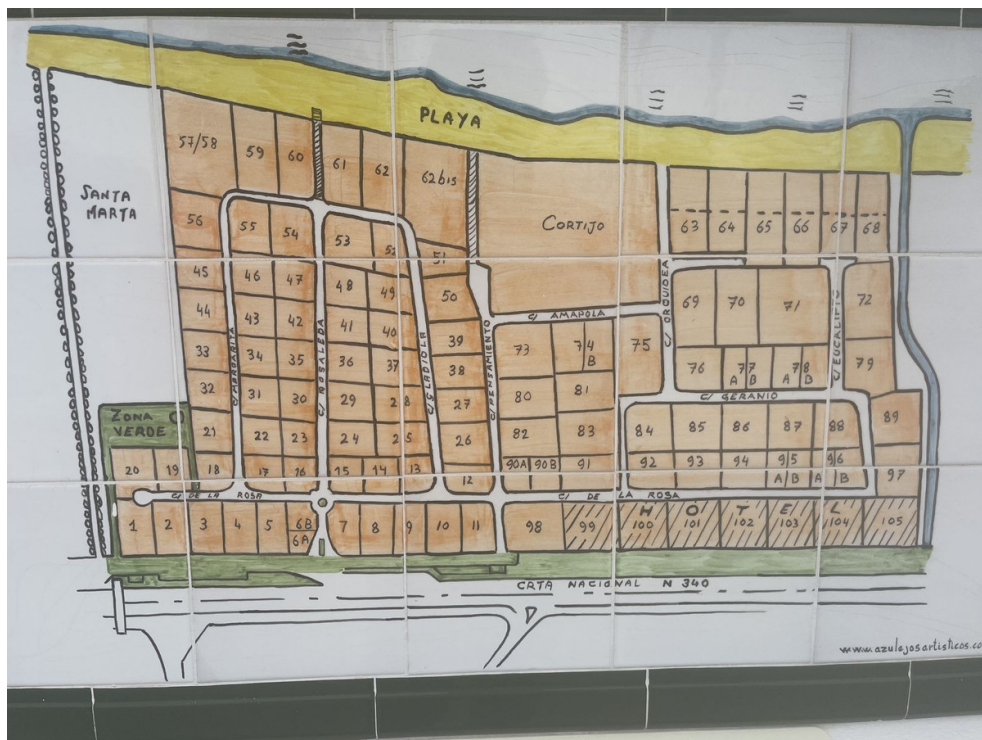 PLAYA
57/58 59 60 61 62 62bis
SANTA
MARTA
CORTIJO
56 55 54 53 52 51
63 64 65 66 67 68
45 46 47 48 49 50
69 70 71 72
44 43 42 41 40 39
C/ AMAPOLA
C/ ORQUIDEA
C/ EUCALIPTO
33 34 35 36 37 38
73 74 B 75
76 77 A B 78 A B 79
C/ MARGARITA
C/ ROSALEDA
C/ GLADIOLA
C/ PENSAMIENTO
32 31 30 29 28 27
80 81
C/ GERANIO
ZONA
VERDE
21 22 23 24 25 26
82 83 84 85 86 87 88 89
20 19 18 17 16 15 14 13 12
90A 90B 91 92 93 94 95 A B 96 A B 97
C/ DE LA ROSA
C/ DE LA ROSA
HOTEL
1 2 3 4 5 6B 7 8 9 10 11 98 99 100 101 102 103 104 105
6A
CRTA NACIONAL N 340
www.azulejosartisticos.co